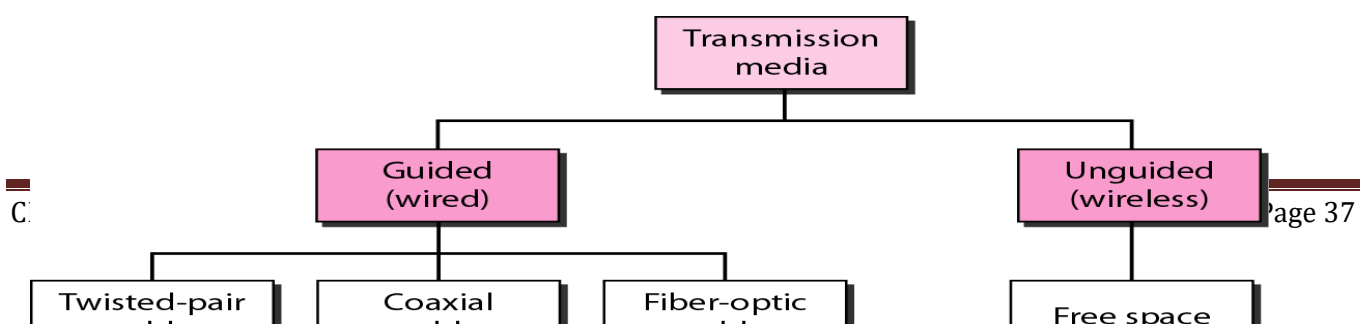 Transmission
media
Guided
(wired)
Unguided
(wireless)
Page 37
Twisted-pair
Coaxial
Fiber-optic
Free space